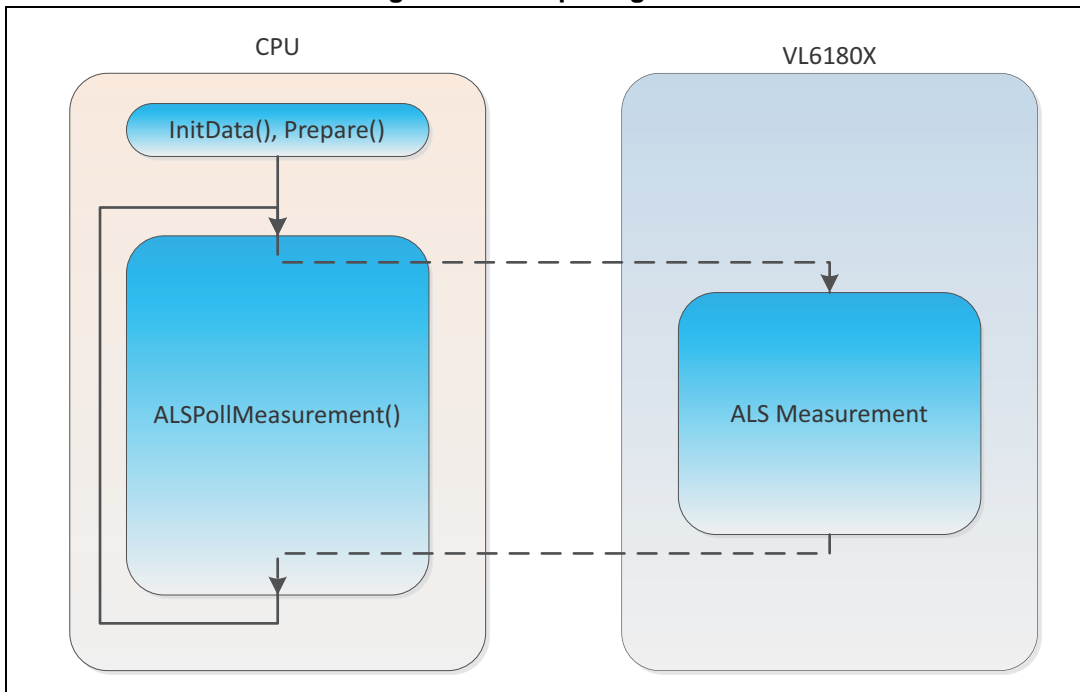 CPU
VL6180X
InitData(), Prepare()
ALSPollMeasurement()
ALS Measurement